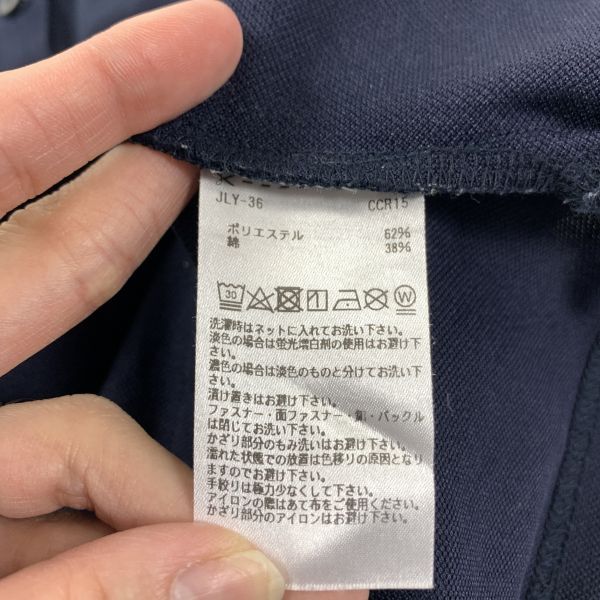 JLY-36 CCR15
ポリエステル 62%
綿 38%
30 W
洗濯時はネットに入れてお洗い下さい。
淡色の場合は蛍光増白剤の使用はお避け下
さい。
濃色の場合は淡色のものと分けてお洗い下
さい。
漬け置きはお避け下さい。
ファスナー・面ファスナー・釦・バックル
は閉じてお洗い下さい。
かざり部分のもみ洗いはお避け下さい。
濡れた状態での放置は色移りの原因となり
ますのでお避け下さい。
手絞りは極力少なくして下さい。
アイロンの際はあて布をご使用ください。
かざり部分のアイロンはお避け下さい。